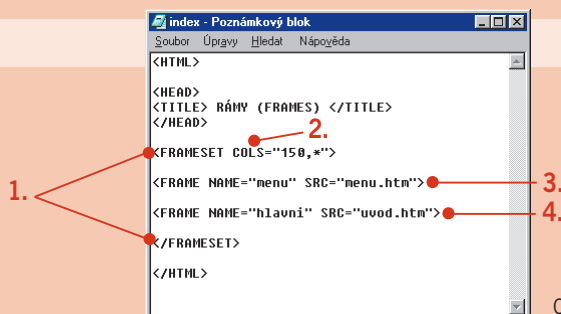 index - Poznámkový blok
Soubor Úpravy Hledat Nápověda
<HTML>
<HEAD>
<TITLE> RÁMY (FRAMES) </TITLE>
</HEAD>
2.
<FRAMESET COLS="150,*">
1.
<FRAME NAME="menu" SRC="menu.htm"> 3.
<FRAME NAME="hlavni" SRC="uvod.htm"> 4.
</FRAMESET>
</HTML>